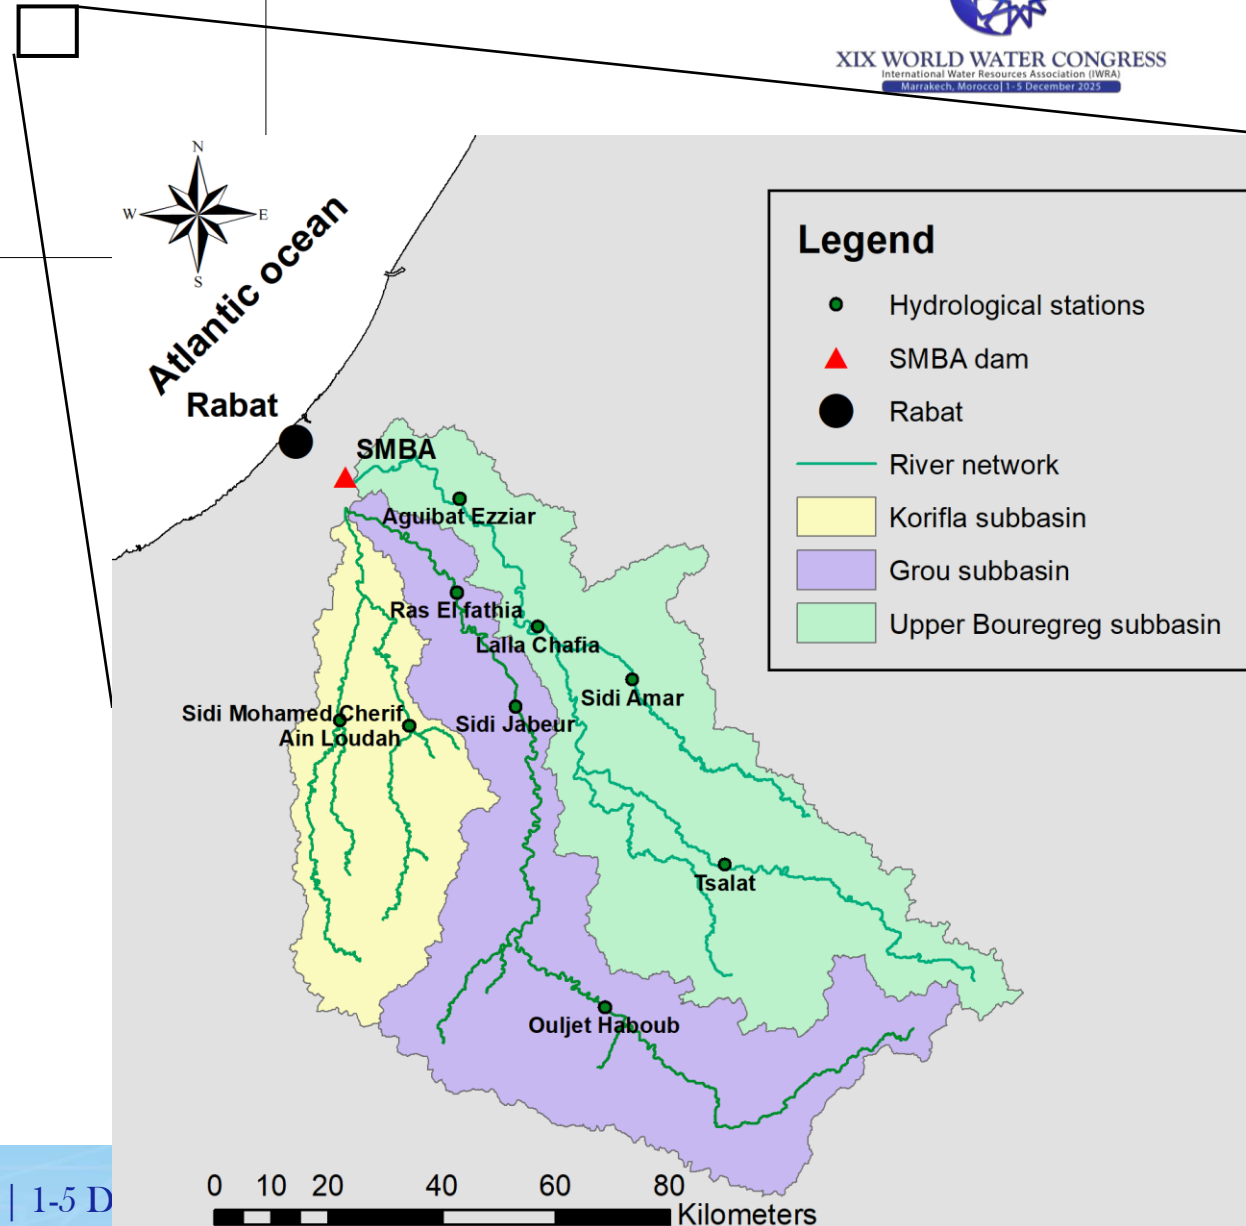 XIX WORLD WATER CONGRESS
International Water Resources Association (IWRA)
Marrakech, Morocco| 1-5 December 2025
N
W
E
S
Atlantic ocean
Rabat
SMBA
Aguibat Ezziar
Ras El fathia
Lalla Chafia
Sidi Amar
Sidi Mohamed Cherif
Ain Loudah
Sidi Jabeur
Tsalat
Ouljet Haboub
Legend
Hydrological stations
SMBA dam
Rabat
River network
Korifla subbasin
Grou subbasin
Upper Bouregreg subbasin
0 10 20 40 60 80
Kilometers
| 1-5 D